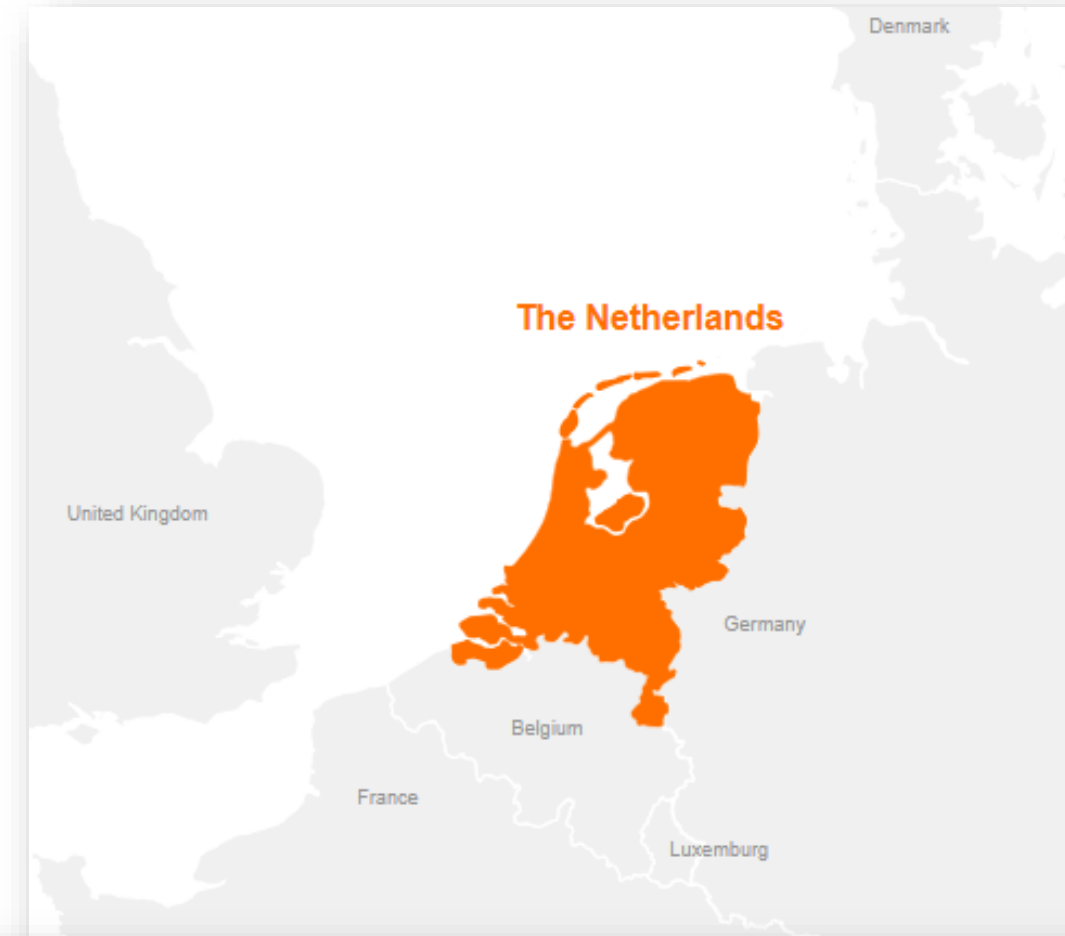 Denmark
The Netherlands
United Kingdom
Germany
Belgium
France
Luxemburg